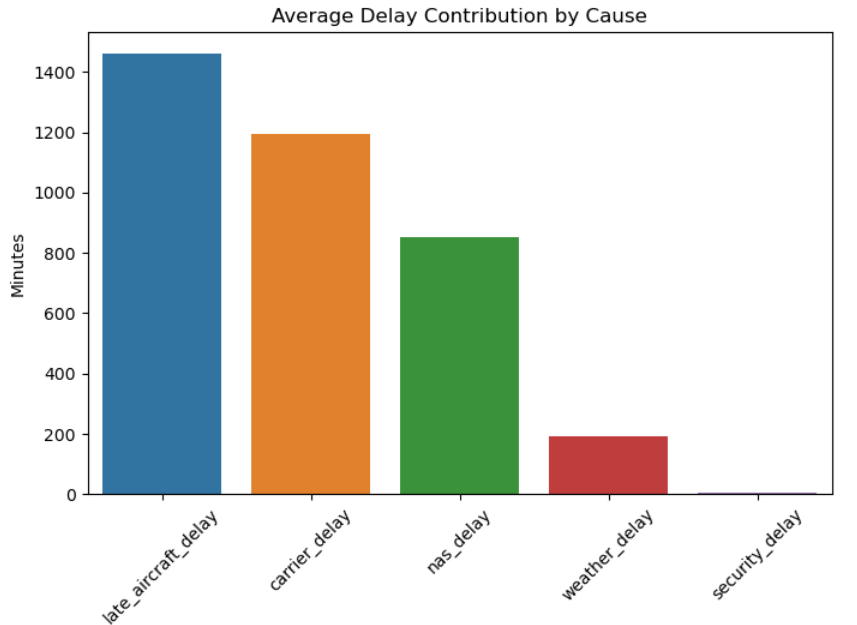 Average Delay Contribution by Cause
Minutes
1400
1200
1000
800
600
400
200
0
late_aircraft_delay
carrier_delay
nas_delay
weather_delay
security_delay